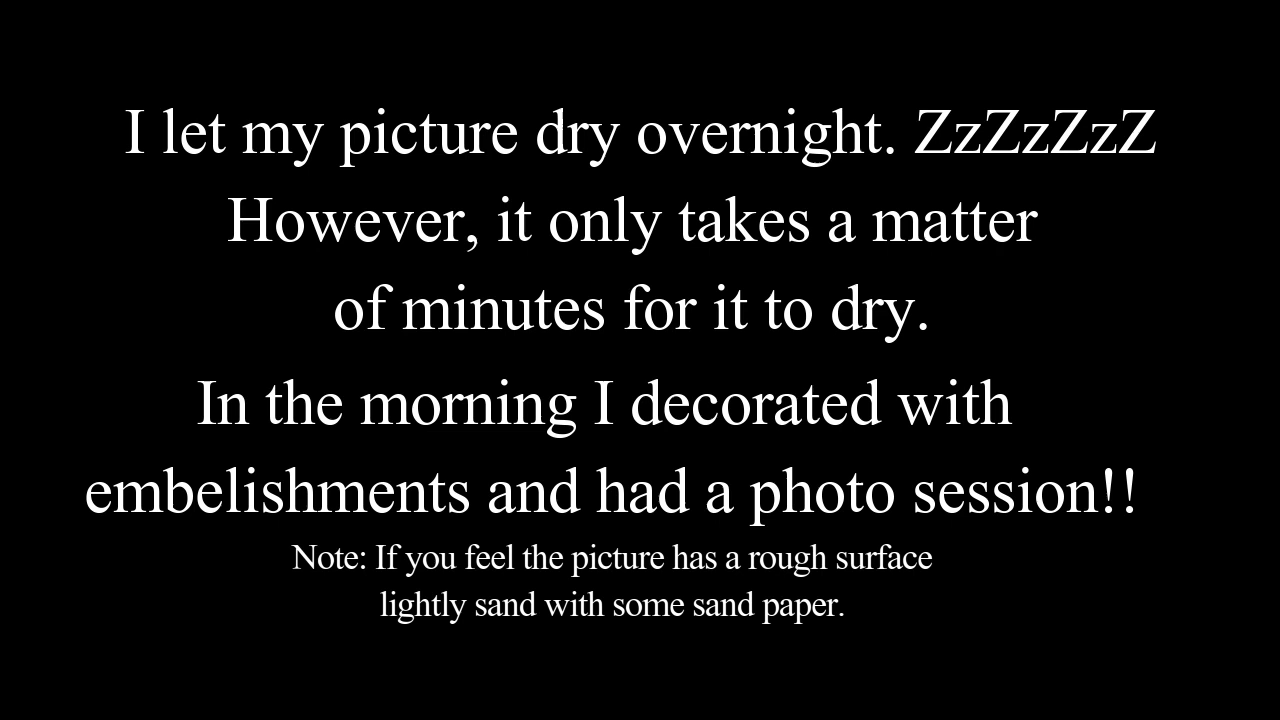 I let my picture dry overnight. ZzZzZzZ
However, it only takes a matter
of minutes for it to dry.
In the morning I decorated with
embelishments and had a photo session!!
Note: If you feel the picture has a rough surface
lightly sand with some sand paper.